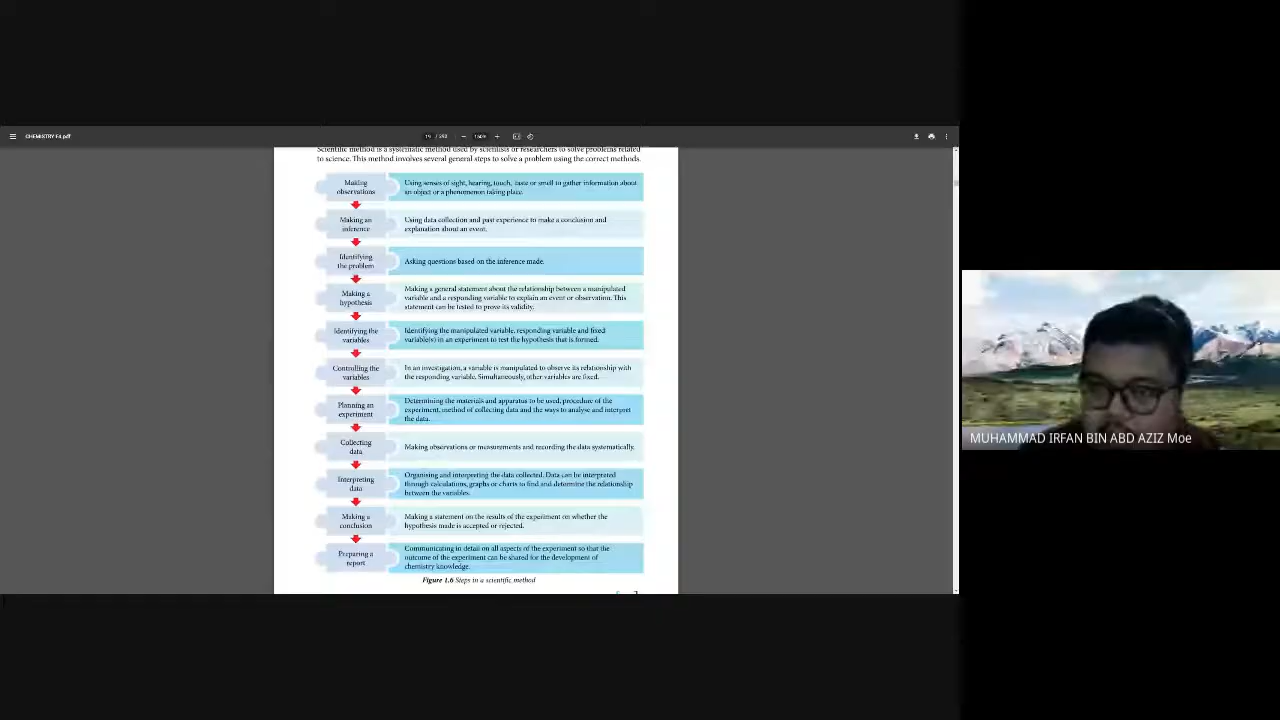 CHEMISTRY F4.pdf
19 / 292
150%
Scientific method is a systematic method used by scientists or researchers to solve problems related
to science. This method involves several general steps to solve a problem using the correct methods.
Making
observations
Using senses of sight, hearing, touch, taste or smell to gather information about
an object or a phenomenon taking place.
Making an
inference
Using data collection and past experience to make a conclusion and
explanation about an event.
Identifying
the problem
Asking questions based on the inference made.
Making a
hypothesis
Making a general statement about the relationship between a manipulated
variable and a responding variable to explain an event or observation. This
statement can be tested to prove its validity.
Identifying the
variables
Identifying the manipulated variable, responding variable and fixed
variable(s) in an experiment to test the hypothesis that is formed.
Controlling the
variables
In an investigation, a variable is manipulated to observe its relationship with
the responding variable. Simultaneously, other variables are fixed.
Planning an
experiment
Determining the materials and apparatus to be used, procedure of the
experiment, method of collecting data and the ways to analyse and interpret
the data.
Collecting
data
Making observations or measurements and recording the data systematically.
Interpreting
data
Organising and interpreting the data collected. Data can be interpreted
through calculations, graphs or charts to find and determine the relationship
between the variables.
Making a
conclusion
Making a statement on the results of the experiment on whether the
hypothesis made is accepted or rejected.
Preparing a
report
Communicating in detail on all aspects of the experiment so that the
outcome of the experiment can be shared for the development of
chemistry knowledge.
Figure 1.6 Steps in a scientific method
MUHAMMAD IRFAN BIN ABD AZIZ Moe